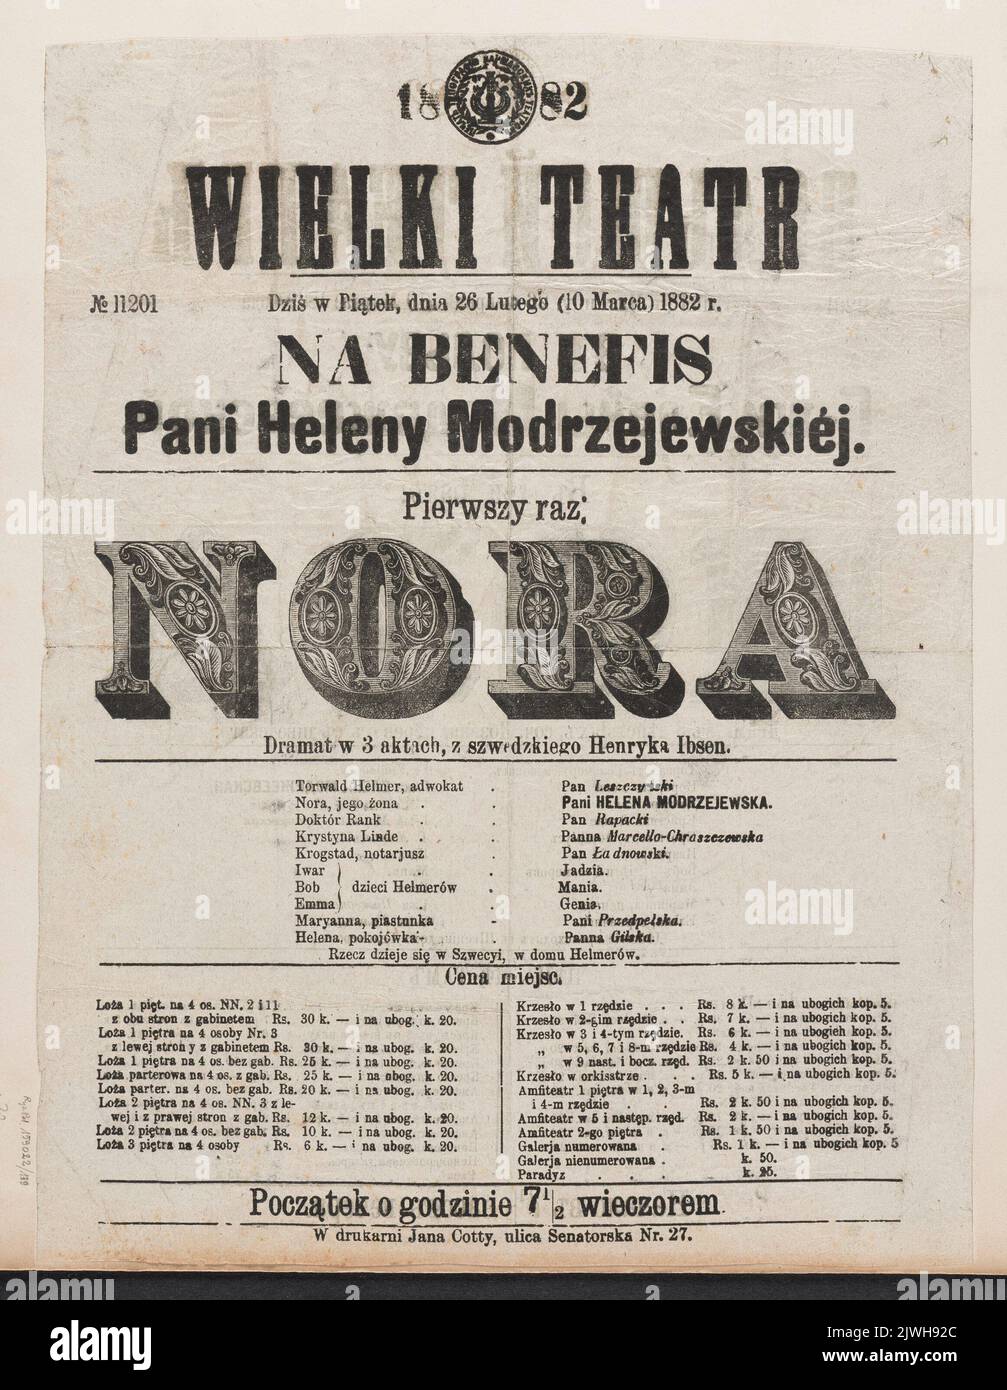 1882
WIELKI TEATR
№ 11201 Dziś w Piątek, dnia 26 Lutego (10 Marca) 1882 r.
NA BENEFIS
Pani Heleny Modrzejewskiéj.
Pierwszy raz:
NORA
Dramat w 3 aktach, z szwedzkiego Henryka Ibsen.
Torwald Helmer, adwokat . Pan Leszczyński
Nora, jego żona . . Pani HELENA MODRZEJEWSKA.
Doktór Rank . . Pan Rapacki
Krystyna Linde . . Panna Marcello-Chraszczewska
Krogstad, notarjusz . Pan Ładnowski.
Iwar . . Jadzia.
Bob } dzieci Helmerów . Mania.
Emma . . Genia.
Maryanna, piastunka - Pani Przedpelska.
Helena, pokojówka - . Panna Gilska.
Rzecz dzieje się w Szwecyi, w domu Helmerów.
Cena miejsc.
Loża 1 pięt. na 4 os. NN. 2 i 11
z obu stron z gabinetem Rs. 30 k. — i na ubog. k. 20.
Loża 1 piętra na 4 osoby Nr. 3
z lewej strony z gabinetem Rs. 30 k. — i na ubog. k. 20.
Loża 1 piętra na 4 os. bez gab. Rs. 25 k. — i na ubog. k. 20.
Loża parterowa na 4 os. z gab. Rs. 25 k. — i na ubog. k. 20.
Loża parter. na 4 os. bez gab. Rs. 20 k. — i na ubog. k. 20.
Loża 2 piętra na 4 os. NN. 3 z le-
wej i z prawej stron z gab. Rs. 12 k. — i na ubog. k. 20.
Loża 2 piętra na 4 os. bez gab. Rs. 10 k. — i na ubog. k. 20.
Loża 3 piętra na 4 osoby Rs. 6 k. — i na ubog. k. 20.
Krzesło w 1 rzędzie . . . Rs. 8 k. — i na ubogich kop. 5.
Krzesło w 2-gim rzędzie . . Rs. 7 k. — i na ubogich kop. 5.
Krzesło w 3 i 4-tym rzędzie. Rs. 6 k. — i na ubogich kop. 5.
„ w 5, 6, 7 i 8-m rzędzie Rs. 4 k. — i na ubogich kop. 5.
„ w 9 nast. i bocz. rzęd. Rs. 2 k. 50 i na ubogich kop. 5.
Krzesło w orkisstrze . . . Rs. 5 k. — i na ubogich kop. 5.
Amfiteatr 1 piętra w 1, 2, 3-m
i 4-m rzędzie . . Rs. 2 k. 50 i na ubogich kop. 5.
Amfiteatr w 5 i następ. rzęd. Rs. 2 k. — i na ubogich kop. 5.
Amfiteatr 2-go piętra . Rs. 1 k. 50 i na ubogich kop. 5.
Galerja numerowana . Rs. 1 k. — i na ubogich kop. 5
Galerja nienumerowana . k. 50.
Paradyz . . . k. 25.
Początek o godzinie 7 1/2 wieczorem.
W drukarni Jana Cotty, ulica Senatorska Nr. 27.
alamy
Image ID: 2JWH92C
www.alamy.com